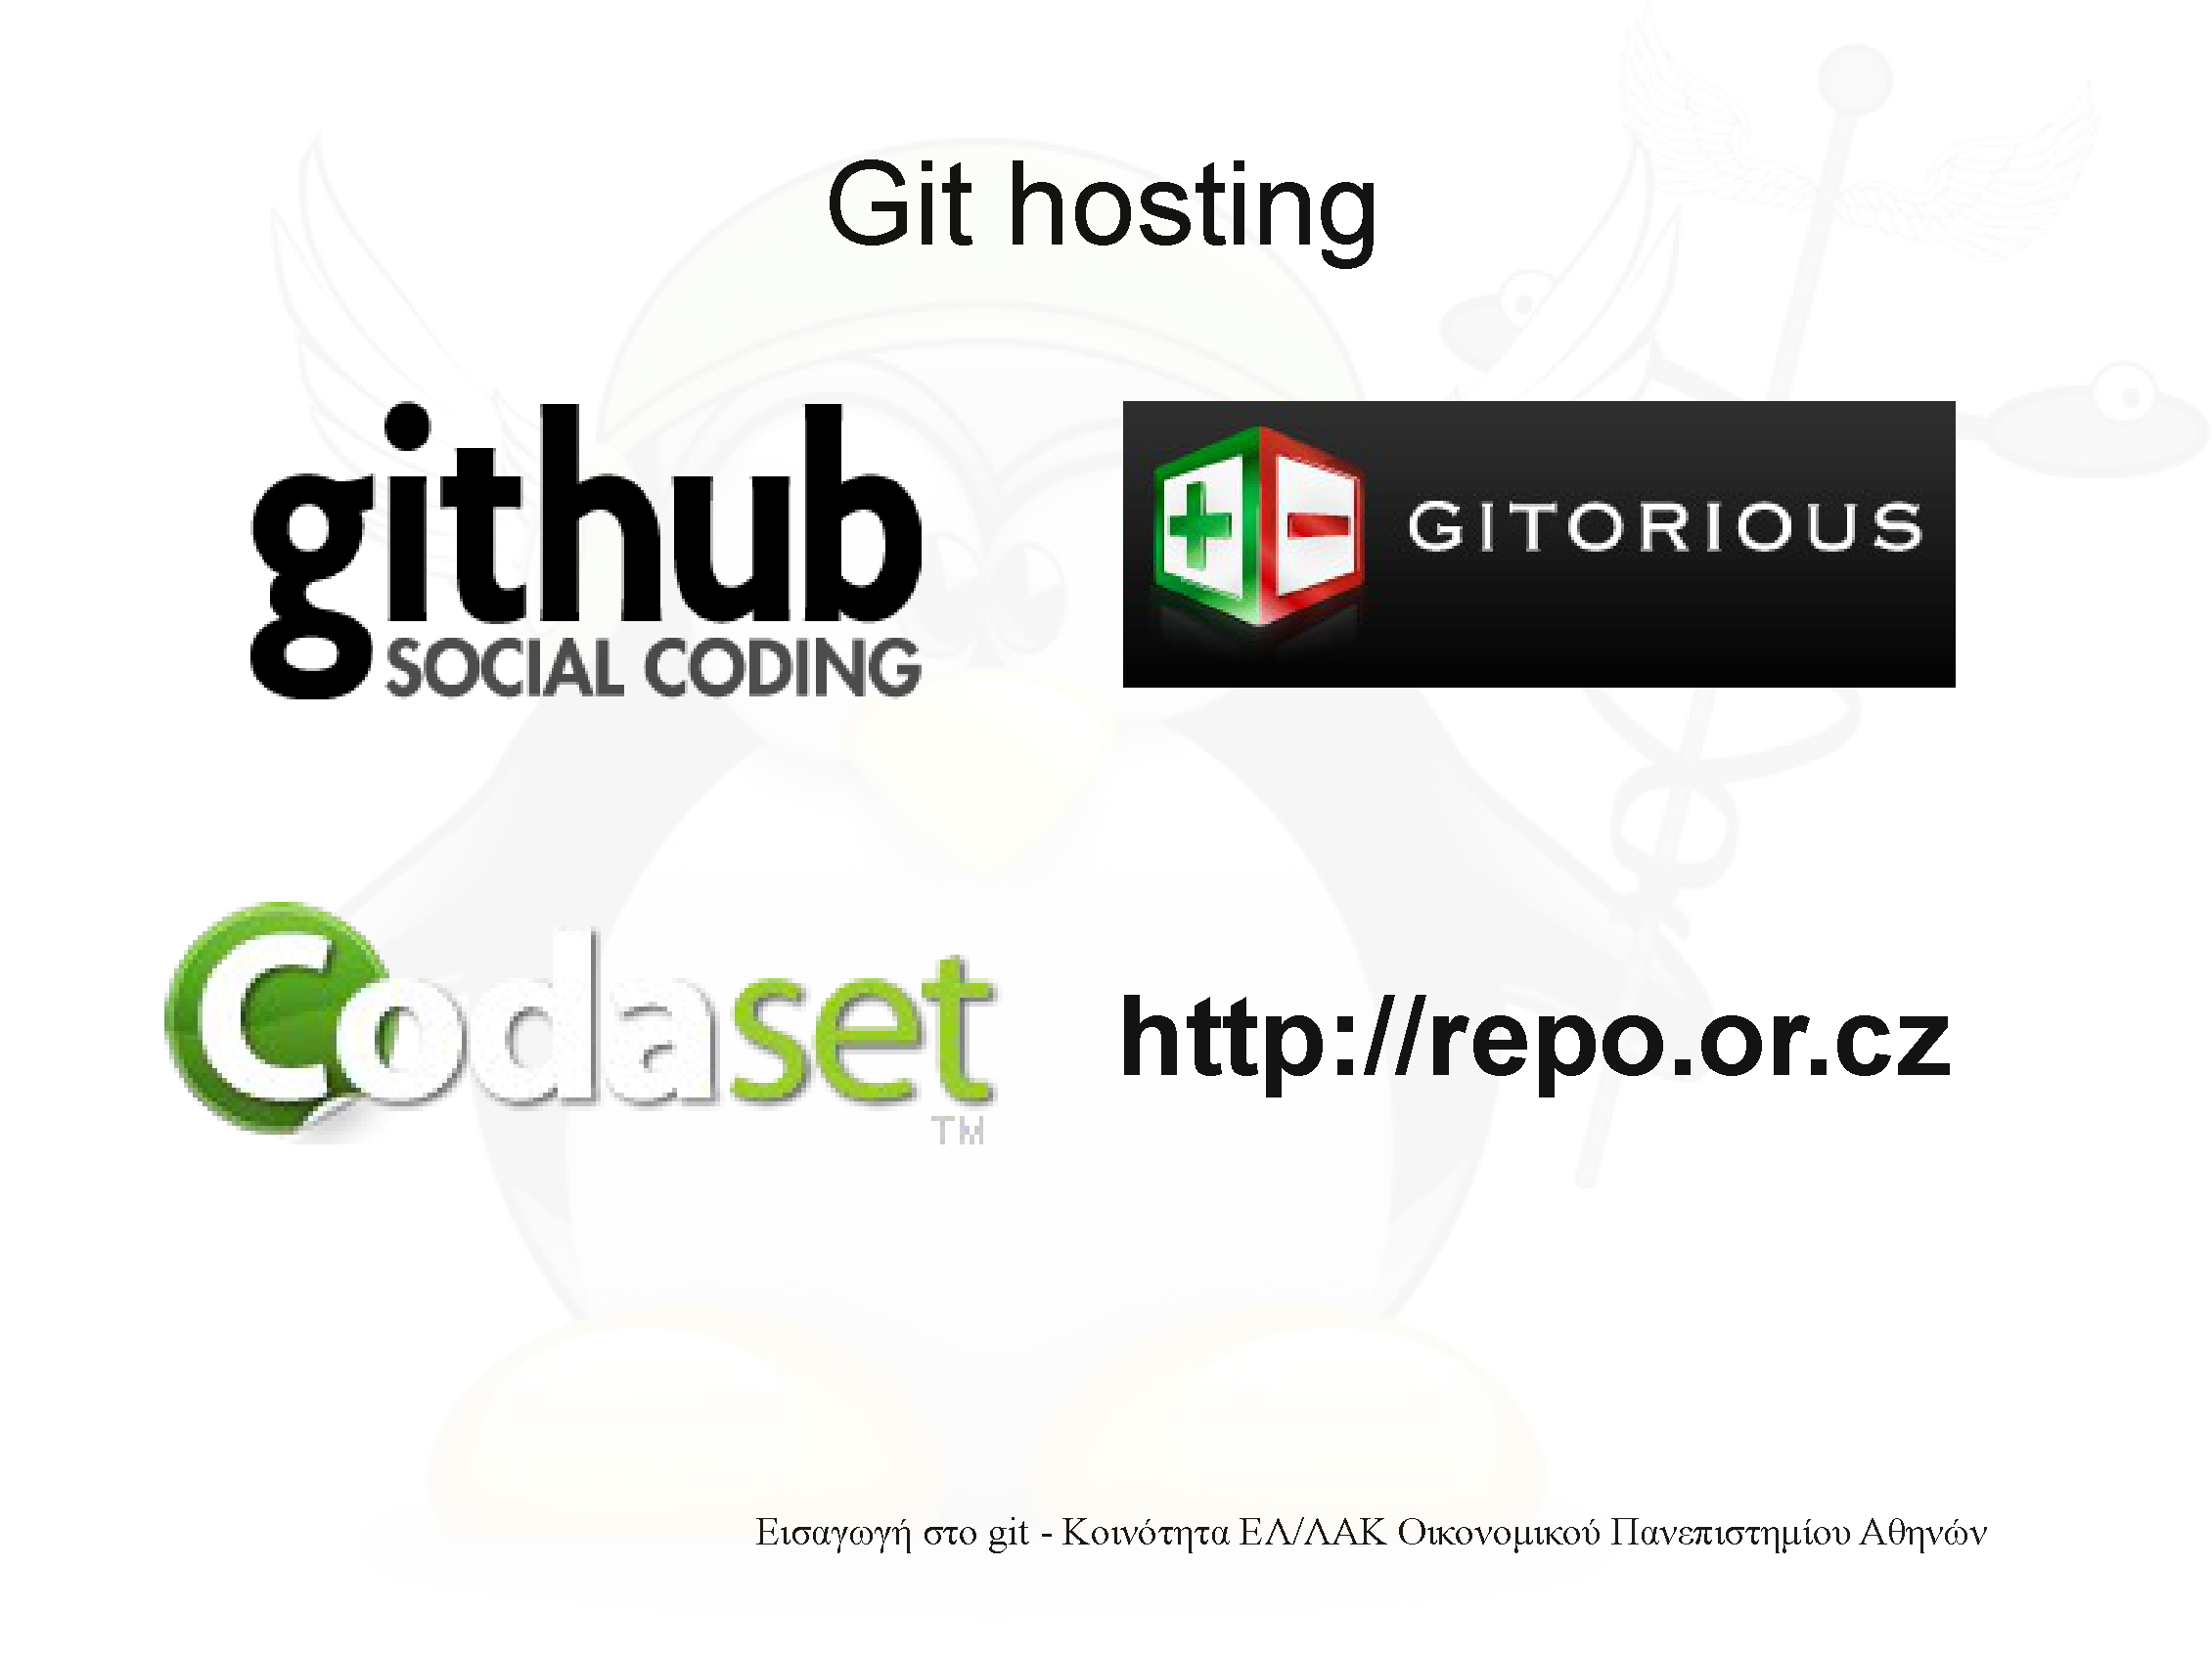 Git hosting
github
SOCIAL CODING
GITORIOUS
Codaset
TM
http://repo.or.cz
Εισαγωγή στο git - Κοινότητα ΕΛ/ΛΑΚ Οικονομικού Πανεπιστημίου Αθηνών